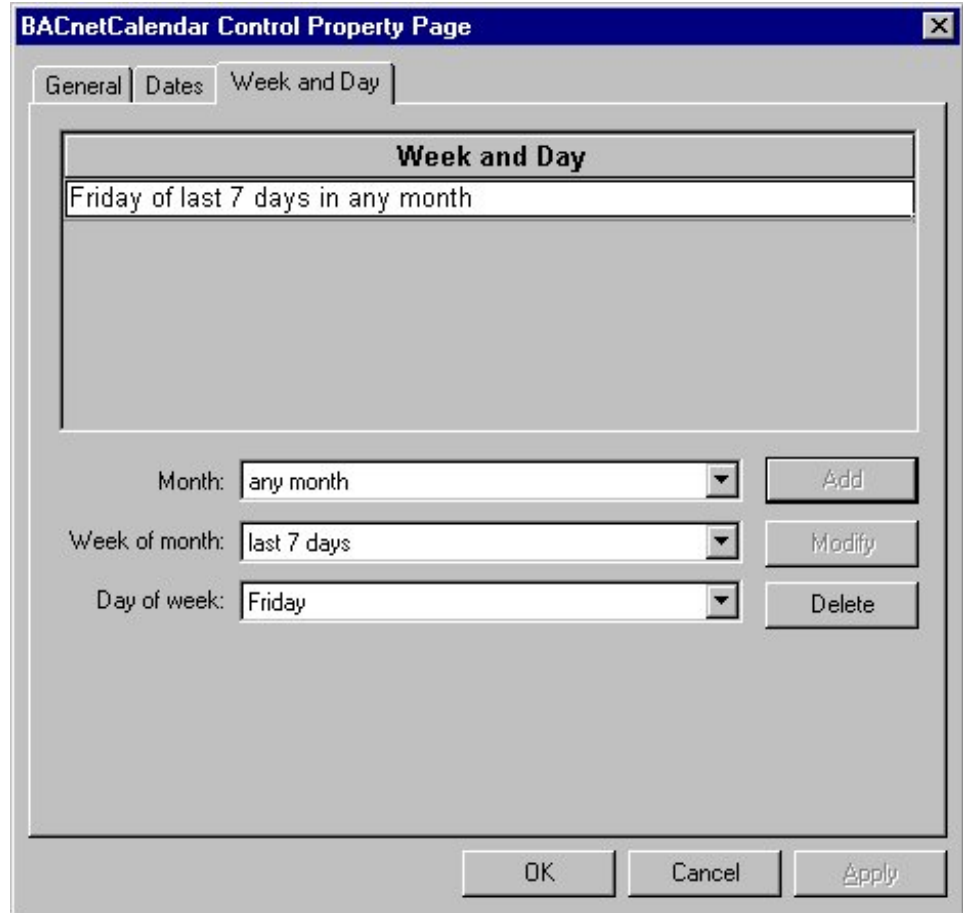 BACnetCalendar Control Property Page
General Dates Week and Day
Week and Day
Friday of last 7 days in any month
Month: any month Add
Week of month: last 7 days Modify
Day of week: Friday Delete
OK Cancel Apply